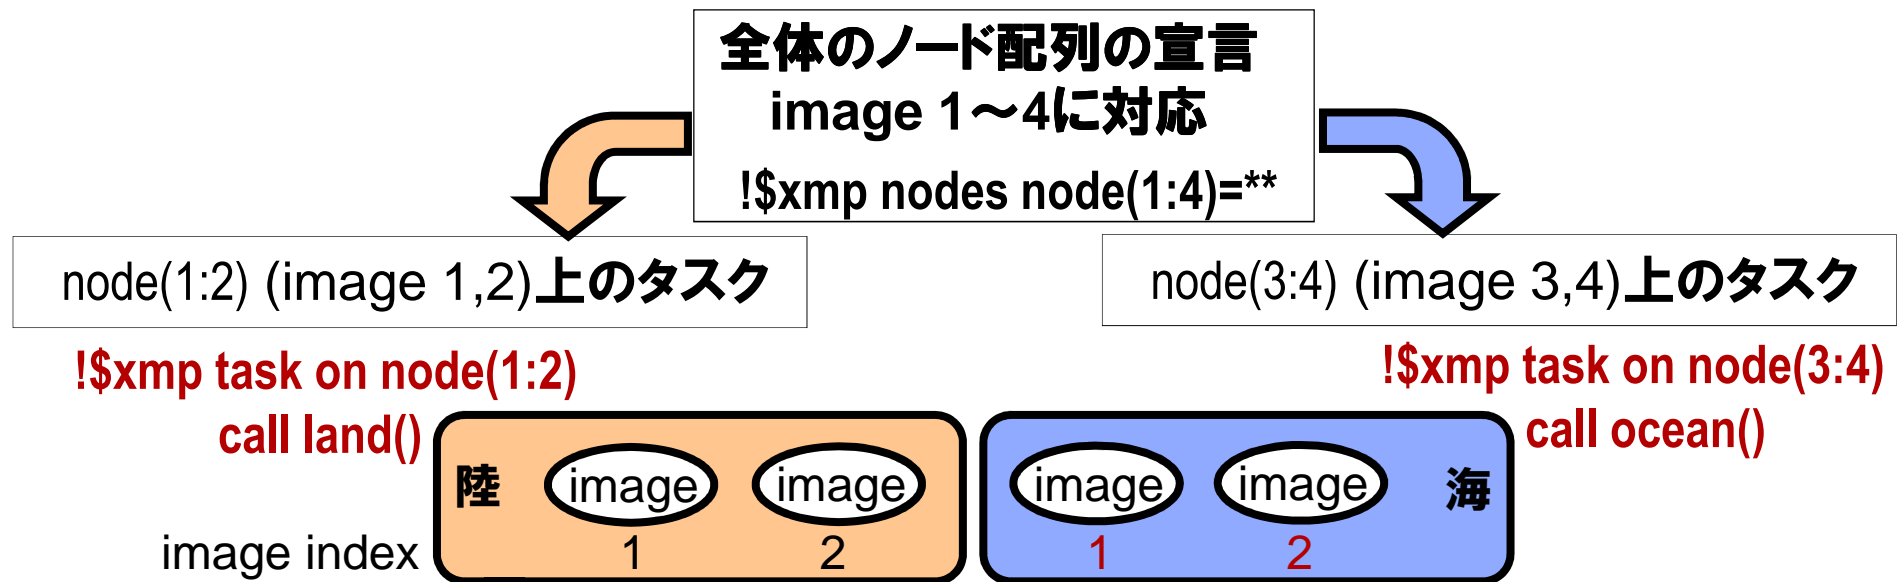 全体のノード配列の宣言
image 1～4に対応
!$xmp nodes node(1:4)=**
node(1:2) (image 1,2)上のタスク
node(3:4) (image 3,4)上のタスク
!$xmp task on node(1:2)
call land()
!$xmp task on node(3:4)
call ocean()
陸 image image image image 海
image index 1 2 1 2